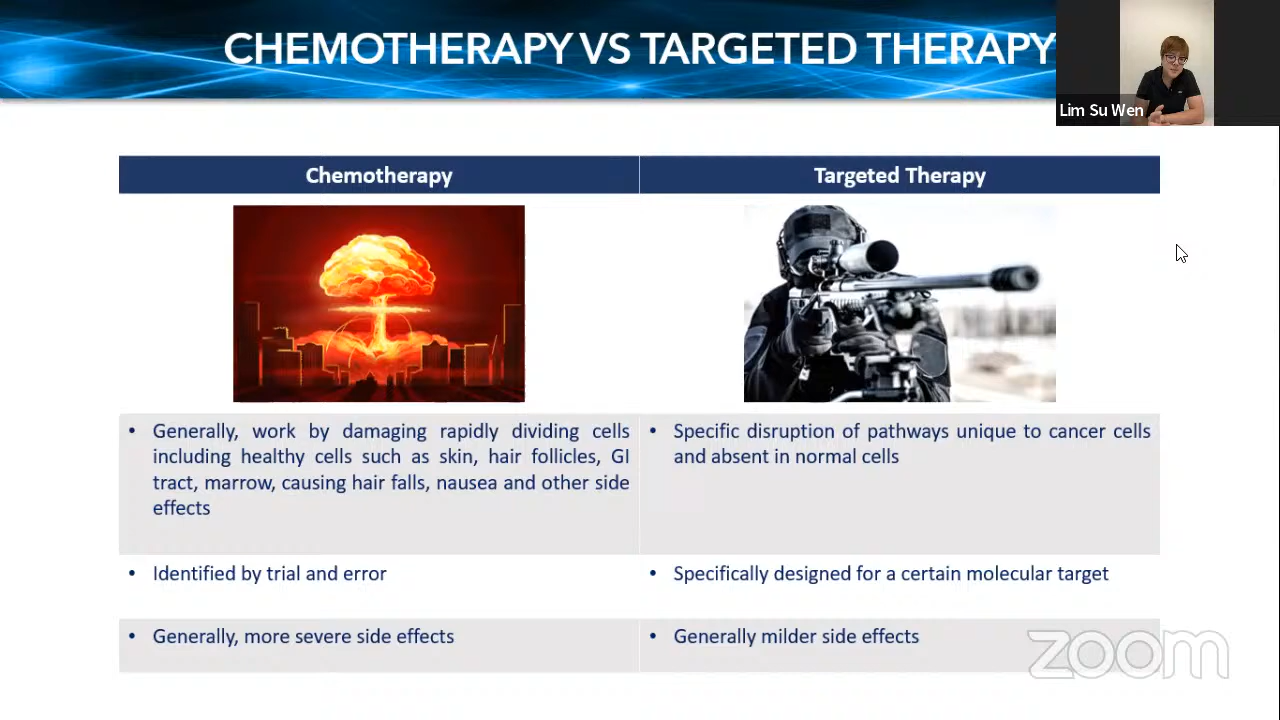 CHEMOTHERAPY VS TARGETED THERAPY
Lim Su Wen
Chemotherapy
Targeted Therapy
• Generally, work by damaging rapidly dividing cells
including healthy cells such as skin, hair follicles, GI
tract, marrow, causing hair falls, nausea and other side
effects
• Specific disruption of pathways unique to cancer cells
and absent in normal cells
• Identified by trial and error
• Specifically designed for a certain molecular target
• Generally, more severe side effects
• Generally milder side effects
zoom